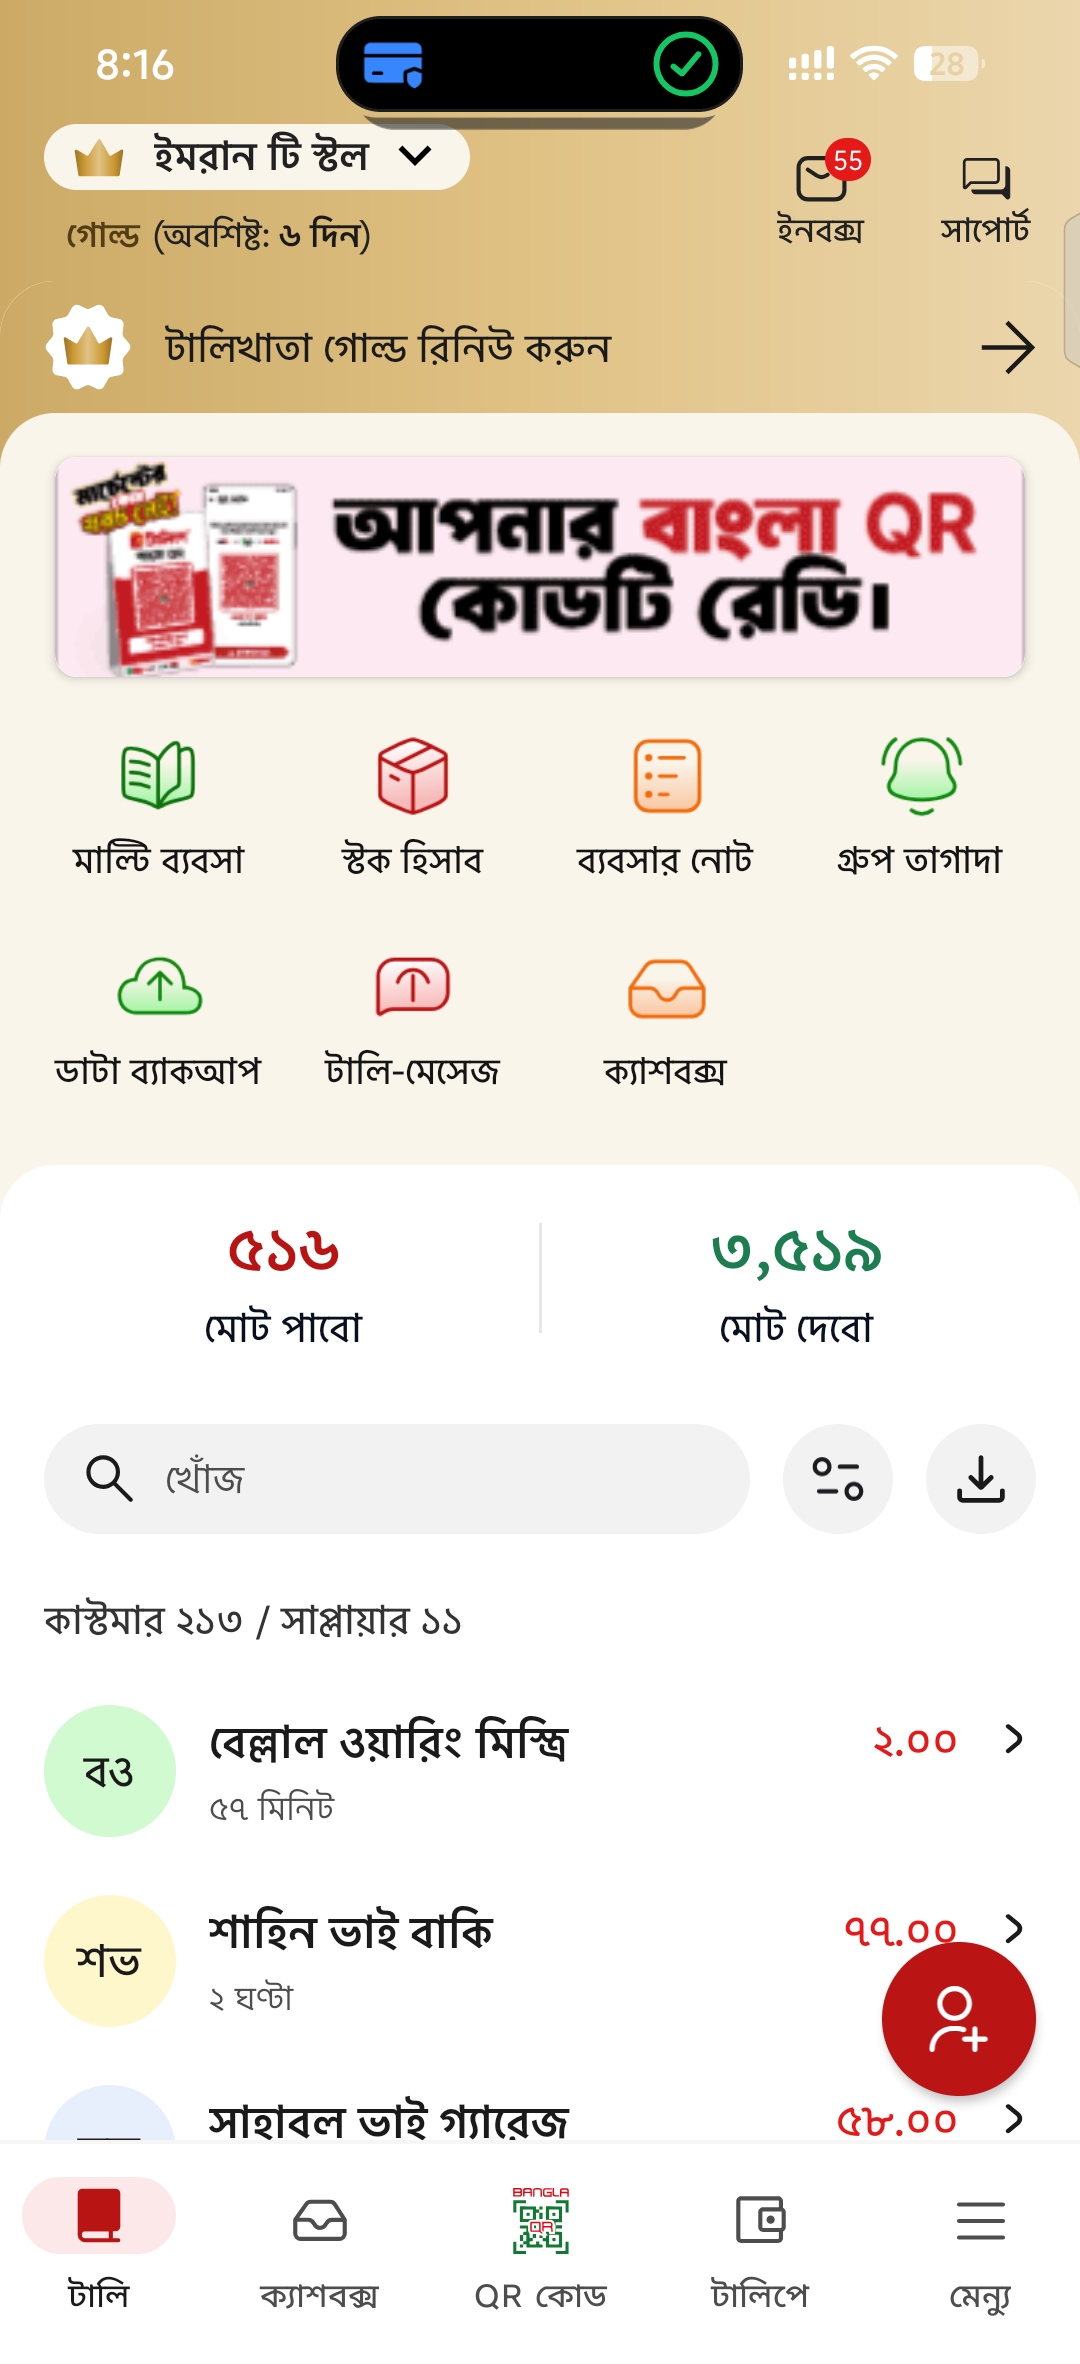 8:16
28
ইমরান টি স্টল
55
ইনবক্স
সাপোর্ট
গোল্ড (অবশিষ্ট: ৬ দিন)
টালিখাতা গোল্ড রিনিউ করুন
মার্চেন্টের
আপনার বাংলা QR
কোডটি রেডি।
মাল্টি ব্যবসা
স্টক হিসাব
ব্যবসার নোট
গ্রুপ তাগাদা
ডাটা ব্যাকআপ
টালি-মেসেজ
ক্যাশবক্স
৫১৬
৩,৫১৯
মোট পাবো
মোট দেবো
খোঁজ
কাস্টমার ২১৩ / সাপ্লায়ার ১১
বও
বেল্লাল ওয়ারিং মিস্ত্রি
২.০০
৫৭ মিনিট
শভ
শাহিন ভাই বাকি
৭৭.০০
২ ঘণ্টা
সাহাবল ভাই গ্যারেজ
৫৮.০০
BANGLA
QR
টালি
ক্যাশবক্স
QR কোড
টালিপে
মেন্যু